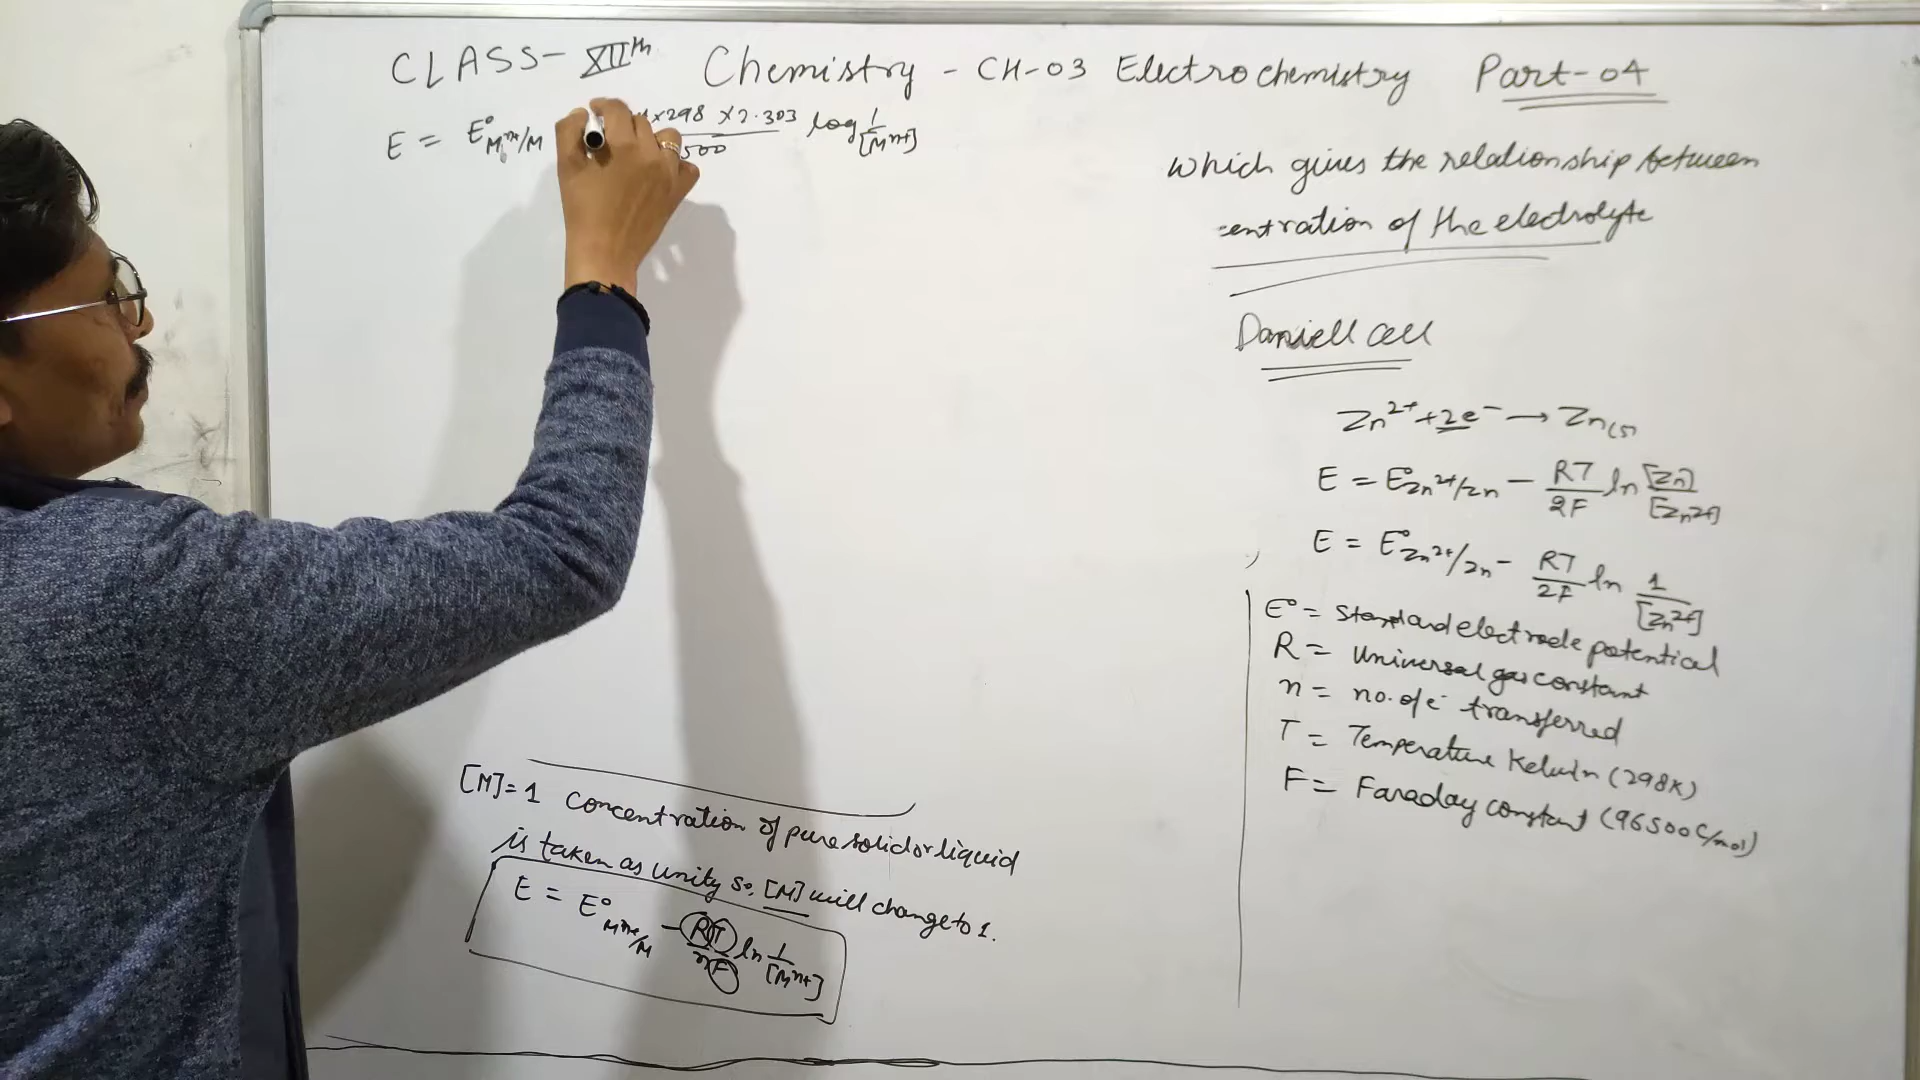 CLASS- XIIth Chemistry - CH-03 Electrochemistry Part-04
E = E°Mⁿ⁺/M ×298 ×2.303 log 1/[Mⁿ⁺]
500
which gives the relationship between
centration of the electrolyte
Daniell cell
Zn²⁺ + 2e⁻ → Zn(s)
E = E°Zn²⁺/Zn - RT/2F ln [Zn]/[Zn²⁺]
E = E°Zn²⁺/Zn - RT/2F ln 1/[Zn²⁺]
E° = Standard electrode potential
R = Universal gas constant
n = no. of e⁻ transferred
T = Temperature Kelvin (298K)
F = Faraday constant (96500C/mol)
[M]=1 Concentration of pure solid or liquid
is taken as unity so, [M] will change to 1.
E = E°Mⁿ⁺/M - RT/nF ln 1/[Mⁿ⁺]